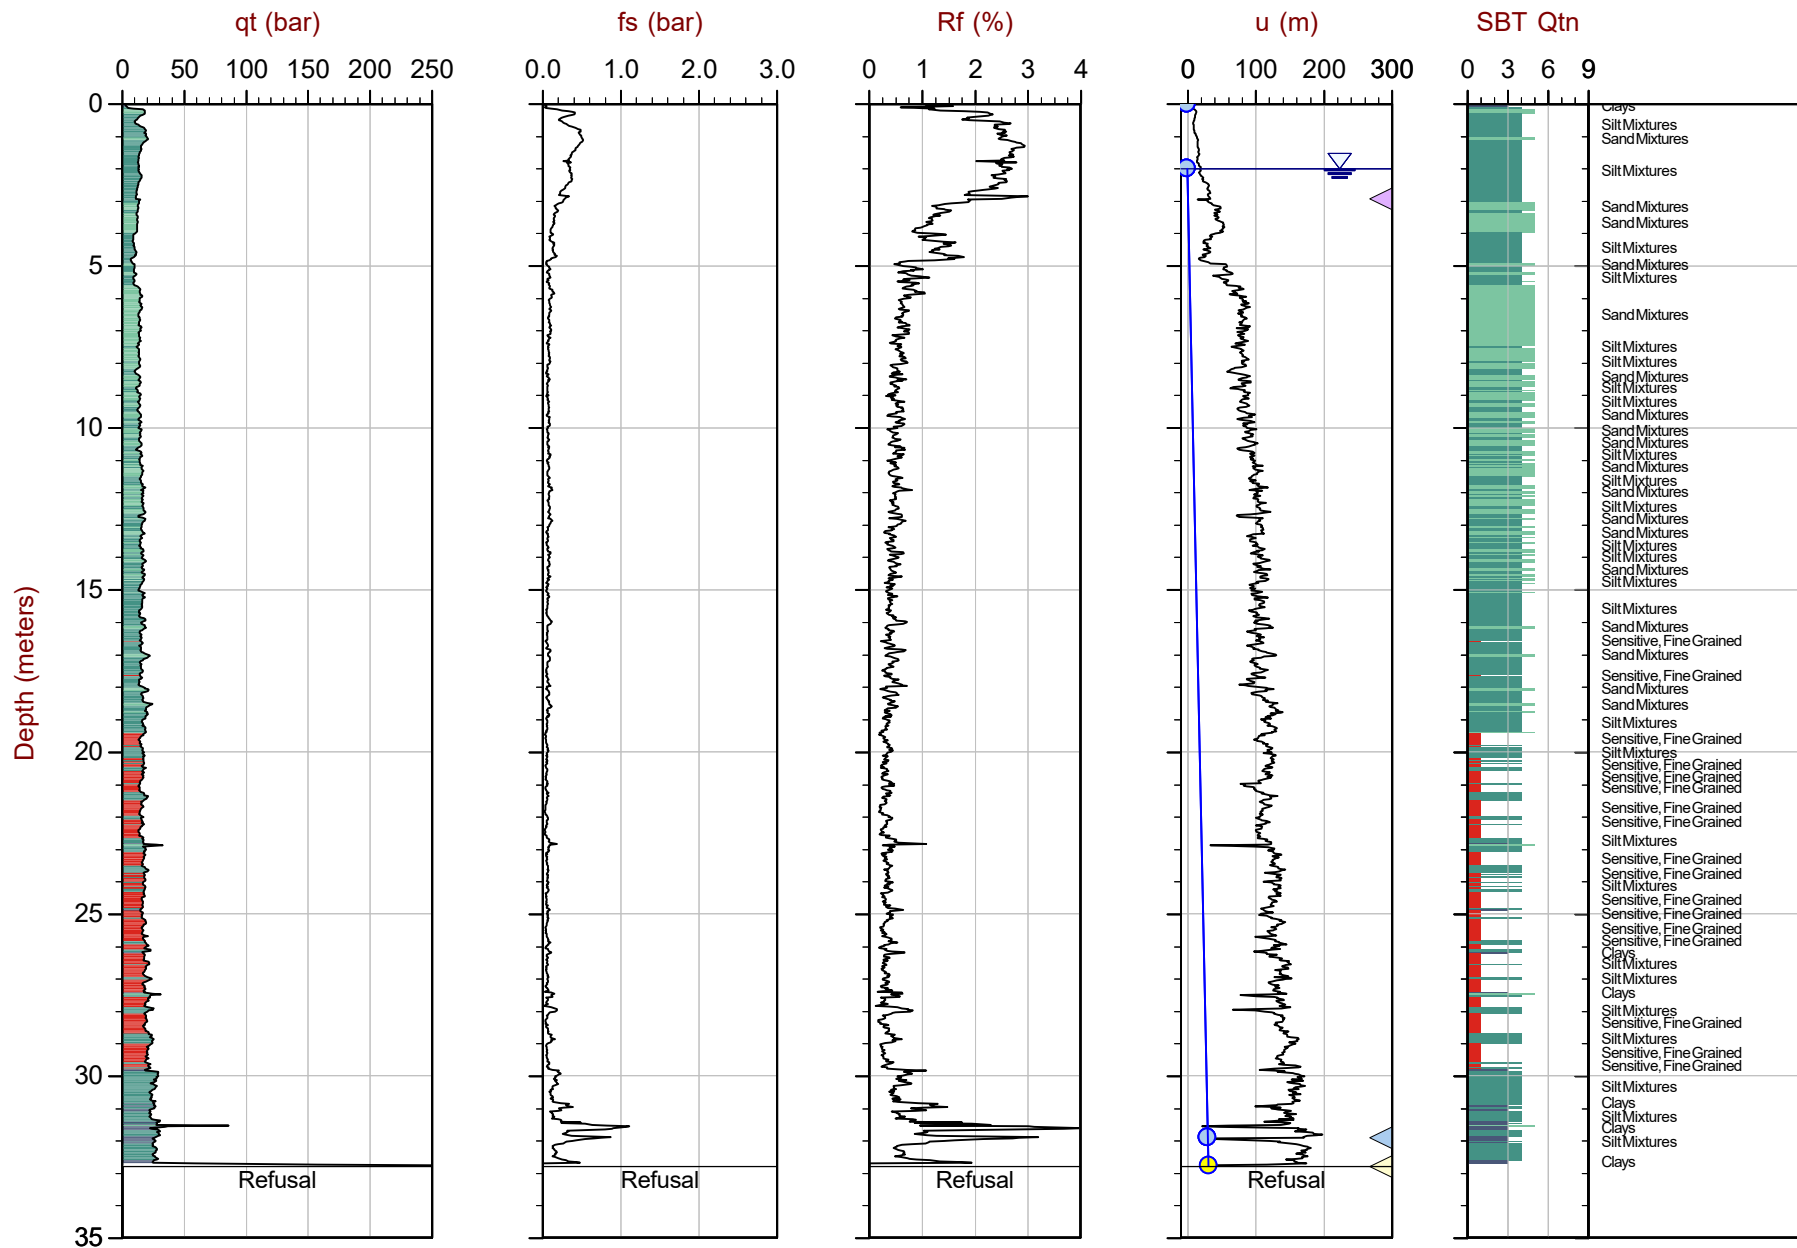 qt (bar) fs (bar) Rf (%) u (m) SBT Qtn
0 50 100 150 200 250 0.0 1.0 2.0 3.0 0 1 2 3 4 0 100 200 300 0 3 6 9
0
5
10
15
20
25
30
35
Depth (meters)
Refusal Refusal Refusal Refusal
Clays
Silt Mixtures
Sand Mixtures
Silt Mixtures
Sand Mixtures
Sand Mixtures
Silt Mixtures
Sand Mixtures
Silt Mixtures
Sand Mixtures
Silt Mixtures
Silt Mixtures
Sand Mixtures
Silt Mixtures
Silt Mixtures
Sand Mixtures
Sand Mixtures
Sand Mixtures
Silt Mixtures
Sand Mixtures
Silt Mixtures
Sand Mixtures
Silt Mixtures
Sand Mixtures
Sand Mixtures
Silt Mixtures
Silt Mixtures
Sand Mixtures
Silt Mixtures
Silt Mixtures
Sand Mixtures
Sensitive, Fine Grained
Sand Mixtures
Sensitive, Fine Grained
Sand Mixtures
Sand Mixtures
Silt Mixtures
Sensitive, Fine Grained
Silt Mixtures
Sensitive, Fine Grained
Sensitive, Fine Grained
Sensitive, Fine Grained
Sensitive, Fine Grained
Sensitive, Fine Grained
Silt Mixtures
Sensitive, Fine Grained
Sensitive, Fine Grained
Silt Mixtures
Sensitive, Fine Grained
Sensitive, Fine Grained
Sensitive, Fine Grained
Sensitive, Fine Grained
Clays
Silt Mixtures
Silt Mixtures
Clays
Silt Mixtures
Sensitive, Fine Grained
Silt Mixtures
Sensitive, Fine Grained
Sensitive, Fine Grained
Silt Mixtures
Clays
Silt Mixtures
Clays
Silt Mixtures
Clays